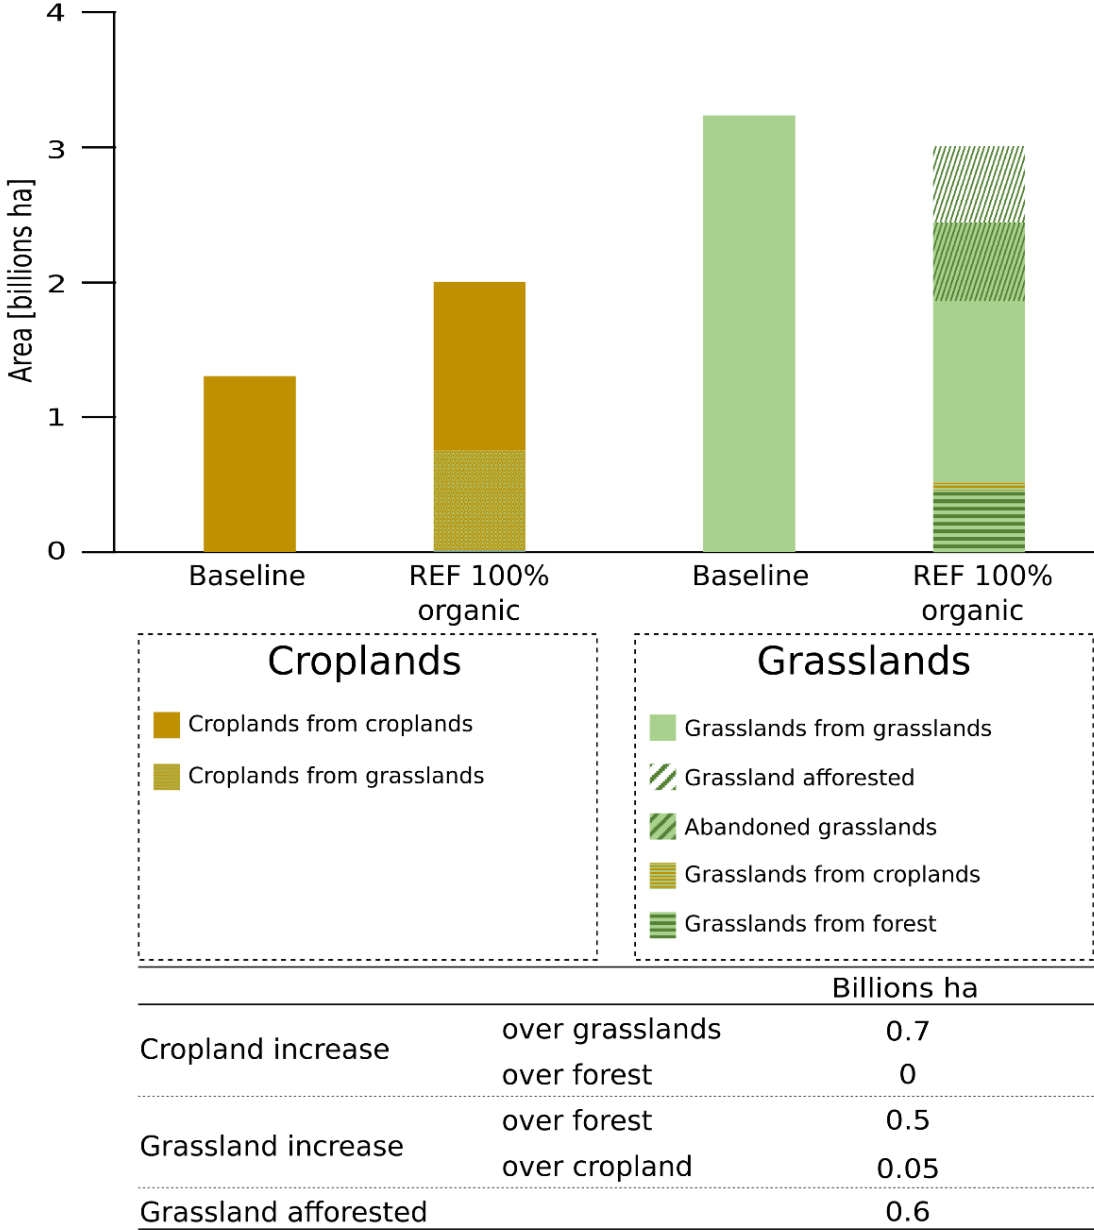 4
3
2
1
0
Area [billions ha]
Baseline
REF 100%
organic
Baseline
REF 100%
organic
Croplands
Croplands from croplands
Croplands from grasslands
Grasslands
Grasslands from grasslands
Grassland afforested
Abandoned grasslands
Grasslands from croplands
Grasslands from forest
Billions ha
Cropland increase
over grasslands 0.7
over forest 0
Grassland increase
over forest 0.5
over cropland 0.05
Grassland afforested 0.6